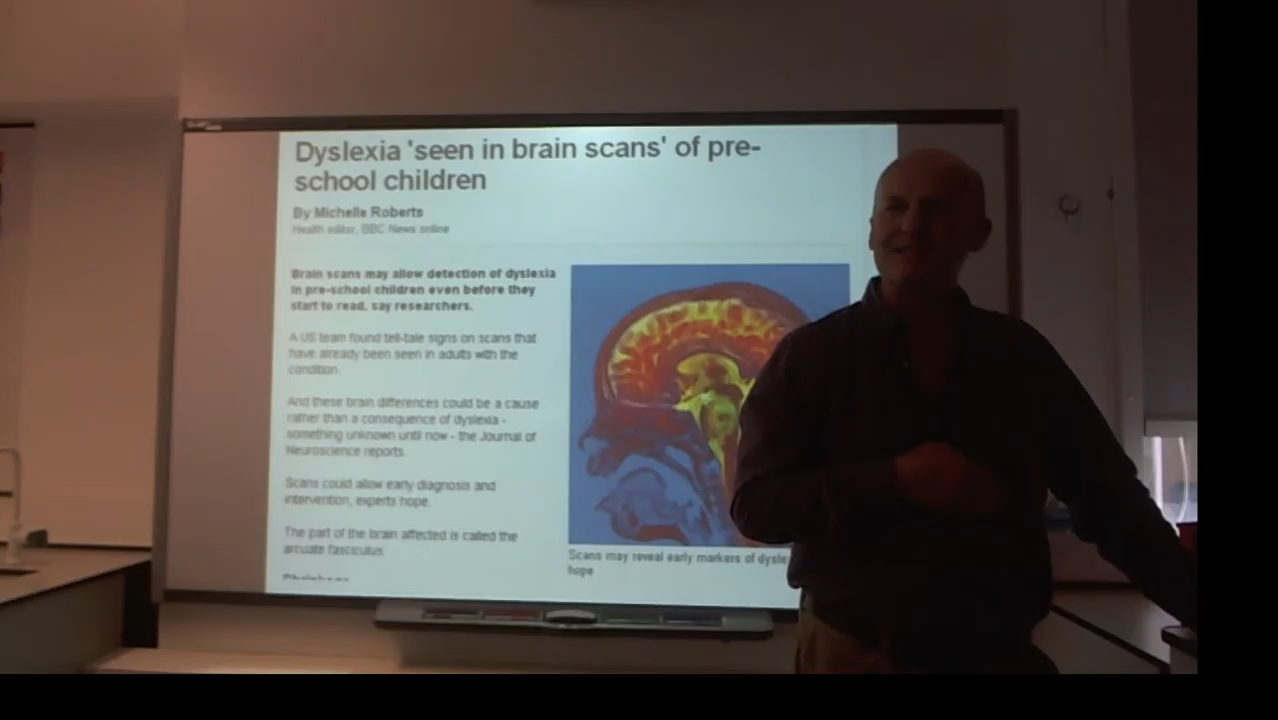 Dyslexia 'seen in brain scans' of pre-
school children
By Michelle Roberts
Health editor, BBC News online
Brain scans may allow detection of dyslexia
in pre-school children even before they
start to read, say researchers.
A US team found tell-tale signs on scans that
have already been seen in adults with the
condition.
And these brain differences could be a cause
rather than a consequence of dyslexia -
something unknown until now - the Journal of
Neuroscience reports.
Scans could allow early diagnosis and
intervention, experts hope.
The part of the brain affected is called the
arcuate fasciculus.
Scans may reveal early markers of dysle
hope